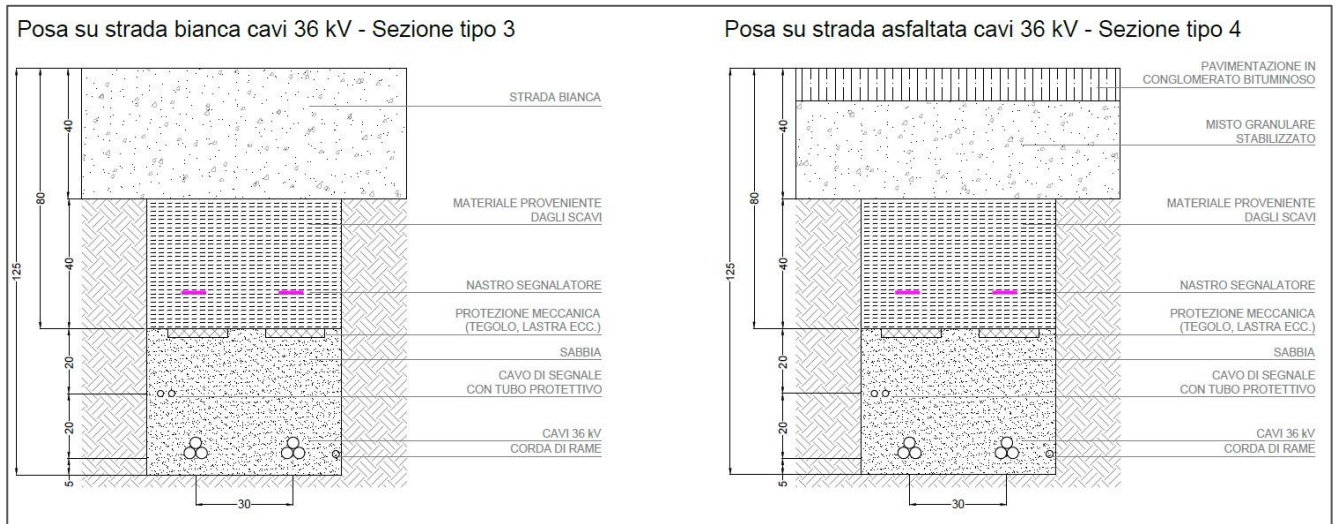 Posa su strada bianca cavi 36 kV - Sezione tipo 3
STRADA BIANCA
MATERIALE PROVENIENTE
DAGLI SCAVI
NASTRO SEGNALATORE
PROTEZIONE MECCANICA
(TEGOLO, LASTRA ECC.)
SABBIA
CAVO DI SEGNALE
CON TUBO PROTETTIVO
CAVI 36 kV
CORDA DI RAME
125
80
40
40
20
20
5
30
Posa su strada asfaltata cavi 36 kV - Sezione tipo 4
PAVIMENTAZIONE IN
CONGLOMERATO BITUMINOSO
MISTO GRANULARE
STABILIZZATO
MATERIALE PROVENIENTE
DAGLI SCAVI
NASTRO SEGNALATORE
PROTEZIONE MECCANICA
(TEGOLO, LASTRA ECC.)
SABBIA
CAVO DI SEGNALE
CON TUBO PROTETTIVO
CAVI 36 kV
CORDA DI RAME
125
80
40
40
20
20
5
30